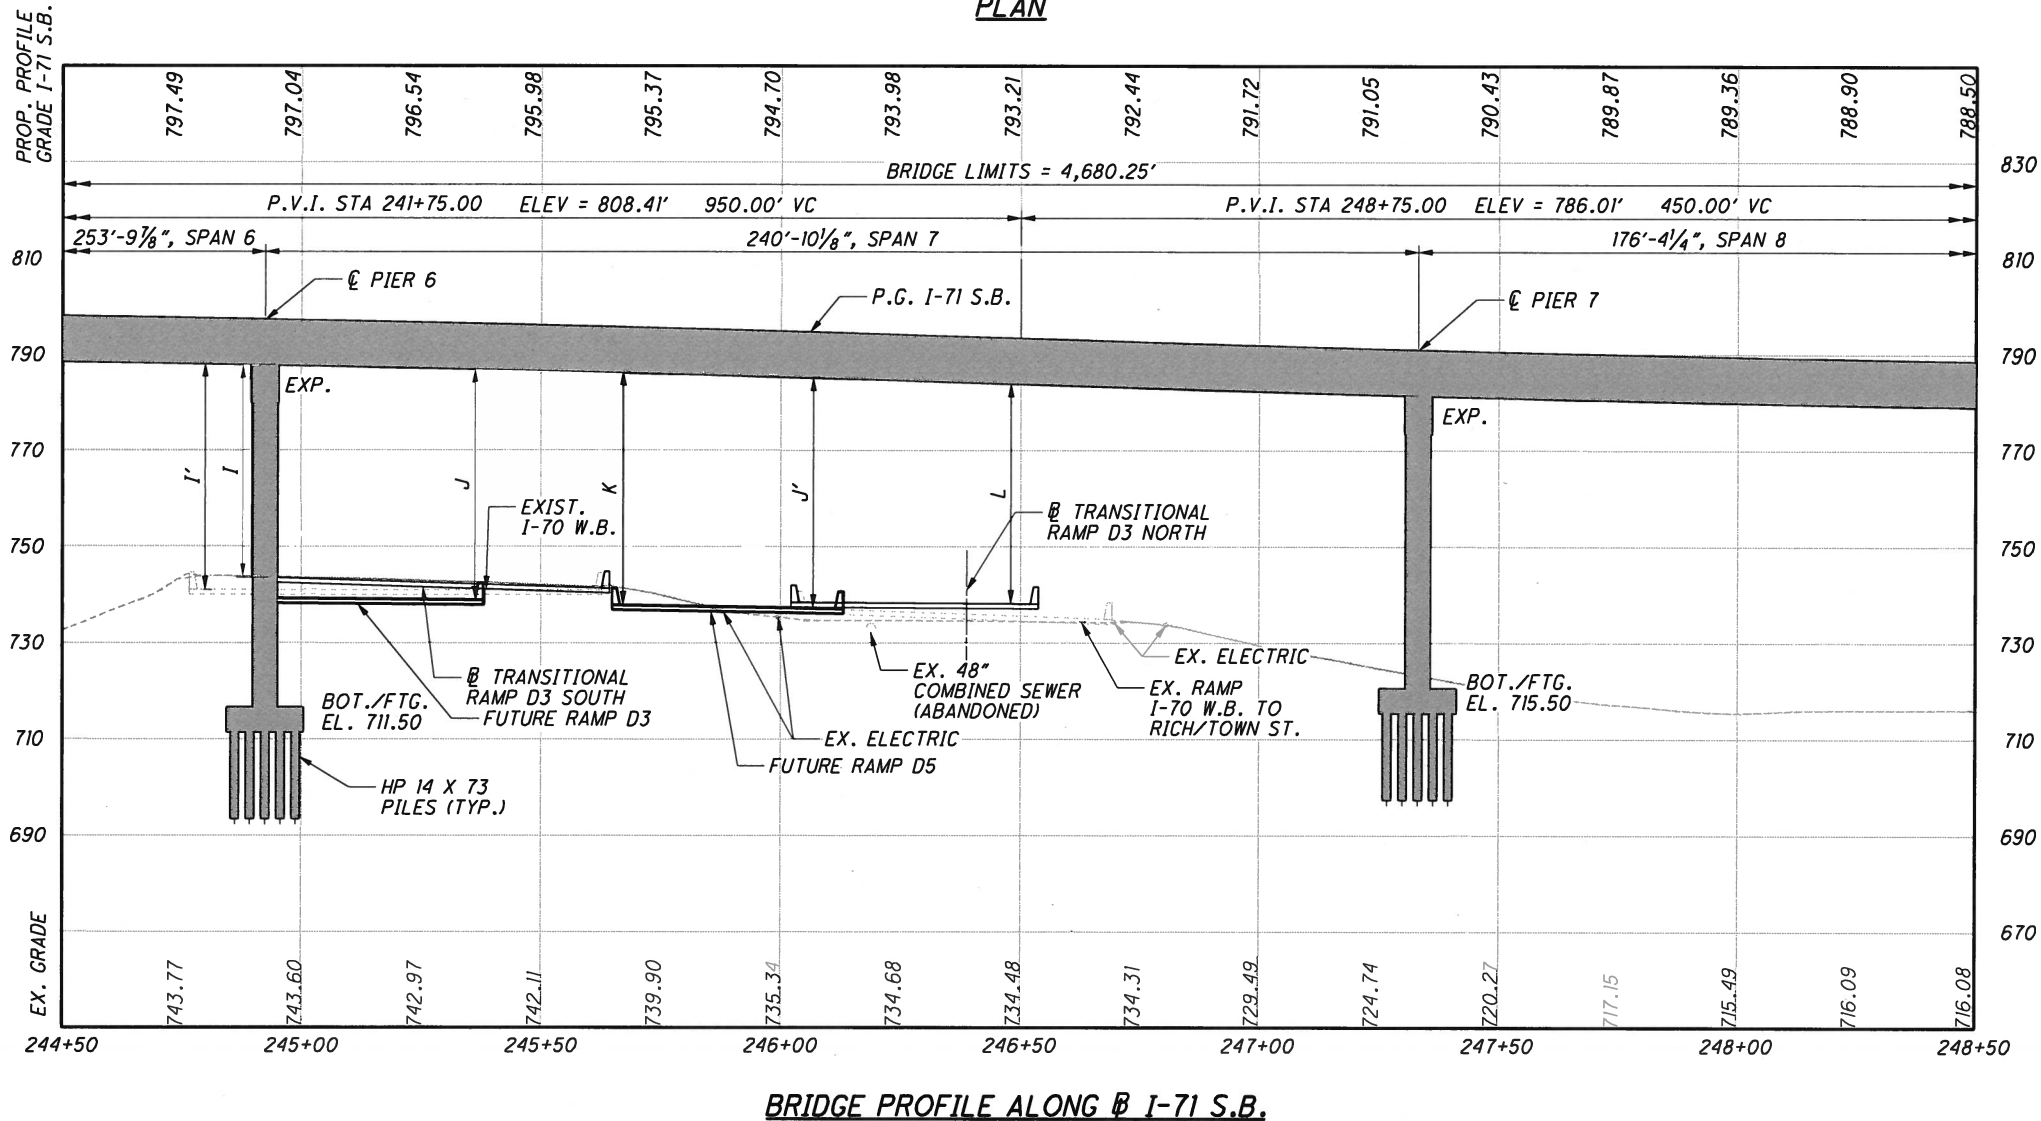 PLAN
PROP. PROFILE
GRADE I-71 S.B.
797.49
797.04
796.54
795.98
795.37
794.70
793.98
793.21
792.44
791.72
791.05
790.43
789.87
789.36
788.90
788.50
BRIDGE LIMITS = 4,680.25'
830
P.V.I. STA 241+75.00 ELEV = 808.41' 950.00' VC
P.V.I. STA 248+75.00 ELEV = 786.01' 450.00' VC
253'-9⅞", SPAN 6
240'-10⅛", SPAN 7
176'-4¼", SPAN 8
810
810
℄ PIER 6
P.G. I-71 S.B.
℄ PIER 7
790
790
EXP.
EXP.
770
770
I'
I
J
K
J'
L
EXIST.
I-70 W.B.
℄ TRANSITIONAL
RAMP D3 NORTH
750
750
730
730
℄ TRANSITIONAL
RAMP D3 SOUTH
FUTURE RAMP D3
BOT./FTG.
EL. 711.50
EX. 48"
COMBINED SEWER
(ABANDONED)
EX. ELECTRIC
EX. RAMP
I-70 W.B. TO
RICH/TOWN ST.
BOT./FTG.
EL. 715.50
710
710
EX. ELECTRIC
FUTURE RAMP D5
HP 14 X 73
PILES (TYP.)
690
690
670
EX. GRADE
743.77
743.60
742.97
742.11
739.90
735.34
734.68
734.48
734.31
729.49
724.74
720.27
717.15
715.49
716.09
716.08
244+50
245+00
245+50
246+00
246+50
247+00
247+50
248+00
248+50
BRIDGE PROFILE ALONG ℄ I-71 S.B.